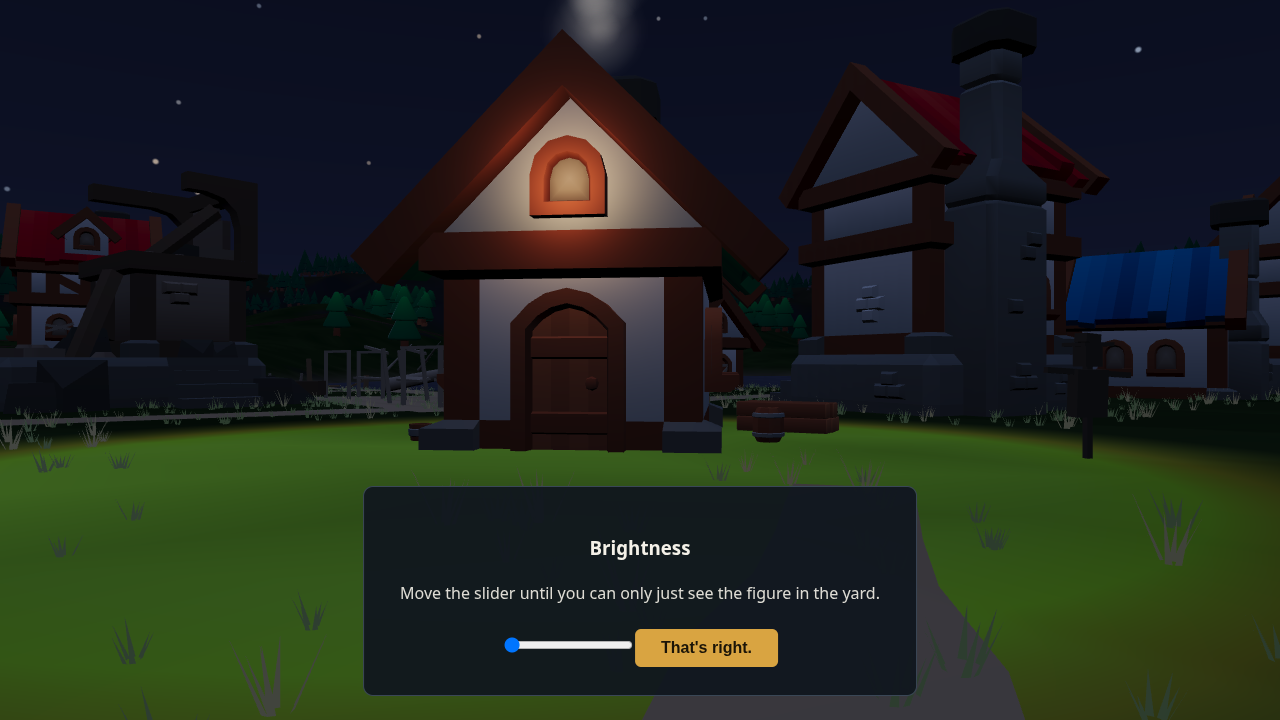 Brightness
Move the slider until you can only just see the figure in the yard.
That's right.